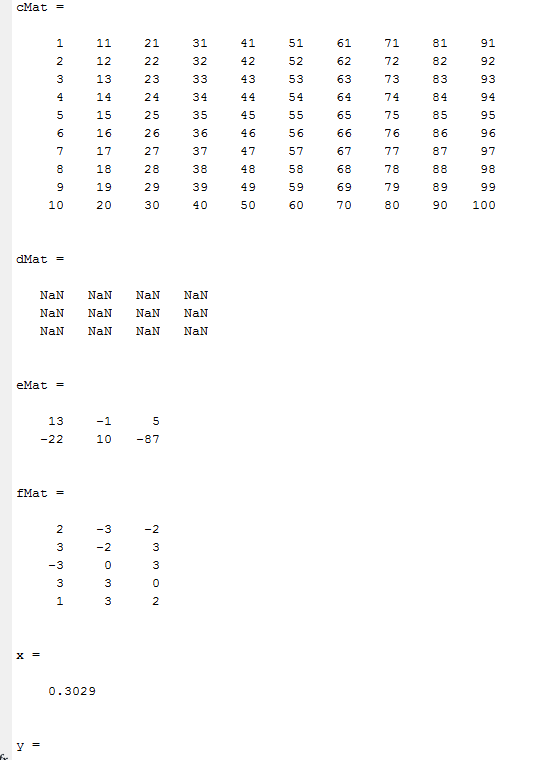 cMat =
1 11 21 31 41 51 61 71 81 91
2 12 22 32 42 52 62 72 82 92
3 13 23 33 43 53 63 73 83 93
4 14 24 34 44 54 64 74 84 94
5 15 25 35 45 55 65 75 85 95
6 16 26 36 46 56 66 76 86 96
7 17 27 37 47 57 67 77 87 97
8 18 28 38 48 58 68 78 88 98
9 19 29 39 49 59 69 79 89 99
10 20 30 40 50 60 70 80 90 100
dMat =
NaN NaN NaN NaN
NaN NaN NaN NaN
NaN NaN NaN NaN
eMat =
13 -1 5
-22 10 -87
fMat =
2 -3 -2
3 -2 3
-3 0 3
3 3 0
1 3 2
x =
0.3029
y =